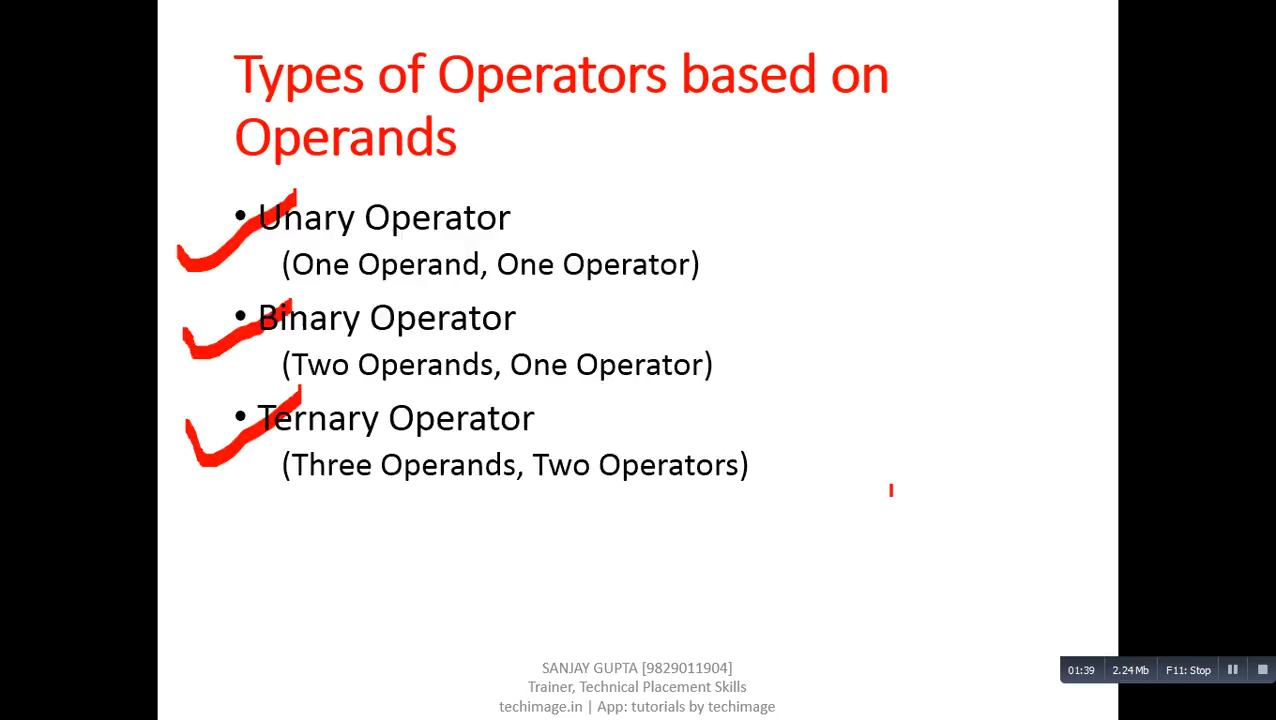 Types of Operators based on
Operands
• Unary Operator
(One Operand, One Operator)
• Binary Operator
(Two Operands, One Operator)
• Ternary Operator
(Three Operands, Two Operators)
SANJAY GUPTA [9829011904]
Trainer, Technical Placement Skills
techimage.in | App: tutorials by techimage
01:39 2.24 Mb F11: Stop